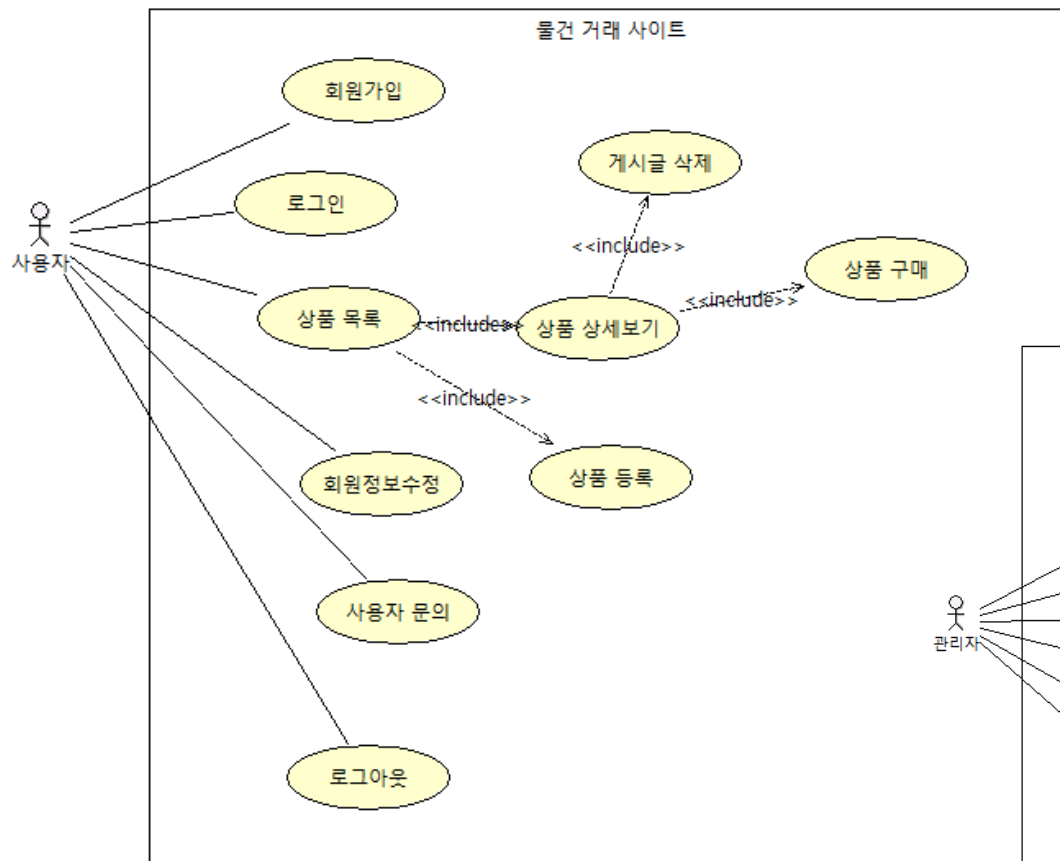 물건 거래 사이트
회원가입
게시글 삭제
로그인
<<include>>
상품 구매
사용자
<<include>>
상품 목록
<<include>>
상품 상세보기
<<include>>
상품 등록
회원정보수정
사용자 문의
관리자
로그아웃